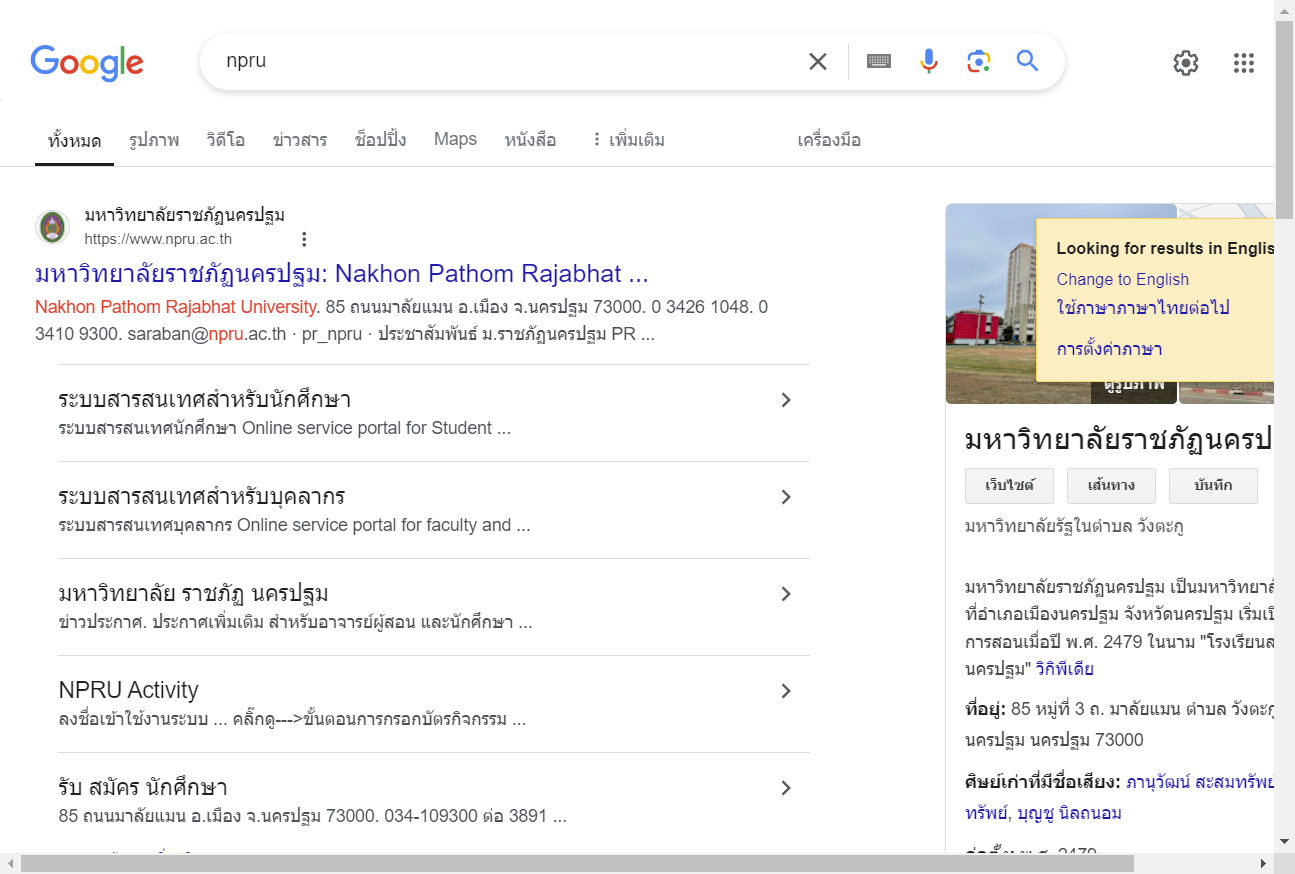 Google
npru
ทั้งหมด รูปภาพ วิดีโอ ข่าวสาร ช็อปปิ้ง Maps หนังสือ เพิ่มเติม เครื่องมือ
มหาวิทยาลัยราชภัฏนครปฐม
https://www.npru.ac.th
มหาวิทยาลัยราชภัฏนครปฐม: Nakhon Pathom Rajabhat ...
Nakhon Pathom Rajabhat University. 85 ถนนมาลัยแมน อ.เมือง จ.นครปฐม 73000. 0 3426 1048. 0
3410 9300. saraban@npru.ac.th · pr_npru · ประชาสัมพันธ์ ม.ราชภัฏนครปฐม PR ...
ระบบสารสนเทศสำหรับนักศึกษา
ระบบสารสนเทศนักศึกษา Online service portal for Student ...
ระบบสารสนเทศสำหรับบุคลากร
ระบบสารสนเทศบุคลากร Online service portal for faculty and ...
มหาวิทยาลัย ราชภัฏ นครปฐม
ข่าวประกาศ. ประกาศเพิ่มเติม สำหรับอาจารย์ผู้สอน และนักศึกษา ...
NPRU Activity
ลงชื่อเข้าใช้งานระบบ ... คลิ๊กดู--->ขั้นตอนการกรอกบัตรกิจกรรม ...
รับ สมัคร นักศึกษา
85 ถนนมาลัยแมน อ.เมือง จ.นครปฐม 73000. 034-109300 ต่อ 3891 ...
Looking for results in Englis
Change to English
ใช้ภาษาภาษาไทยต่อไป
การตั้งค่าภาษา
ดูรูปภาพ
มหาวิทยาลัยราชภัฏนครป
เว็บไซต์ เส้นทาง บันทึก
มหาวิทยาลัยรัฐในตำบล วังตะกู
มหาวิทยาลัยราชภัฏนครปฐม เป็นมหาวิทยาลั
ที่อำเภอเมืองนครปฐม จังหวัดนครปฐม เริ่มเปิ
การสอนเมื่อปี พ.ศ. 2479 ในนาม "โรงเรียนส
นครปฐม" วิกิพีเดีย
ที่อยู่: 85 หมู่ที่ 3 ถ. มาลัยแมน ตำบล วังตะกู
นครปฐม นครปฐม 73000
ศิษย์เก่าที่มีชื่อเสียง: ภานุวัฒน์ สะสมทรัพย์
ทรัพย์, บุญชู นิลถนอม
ก่อตั้ง: พ.ศ. 2479